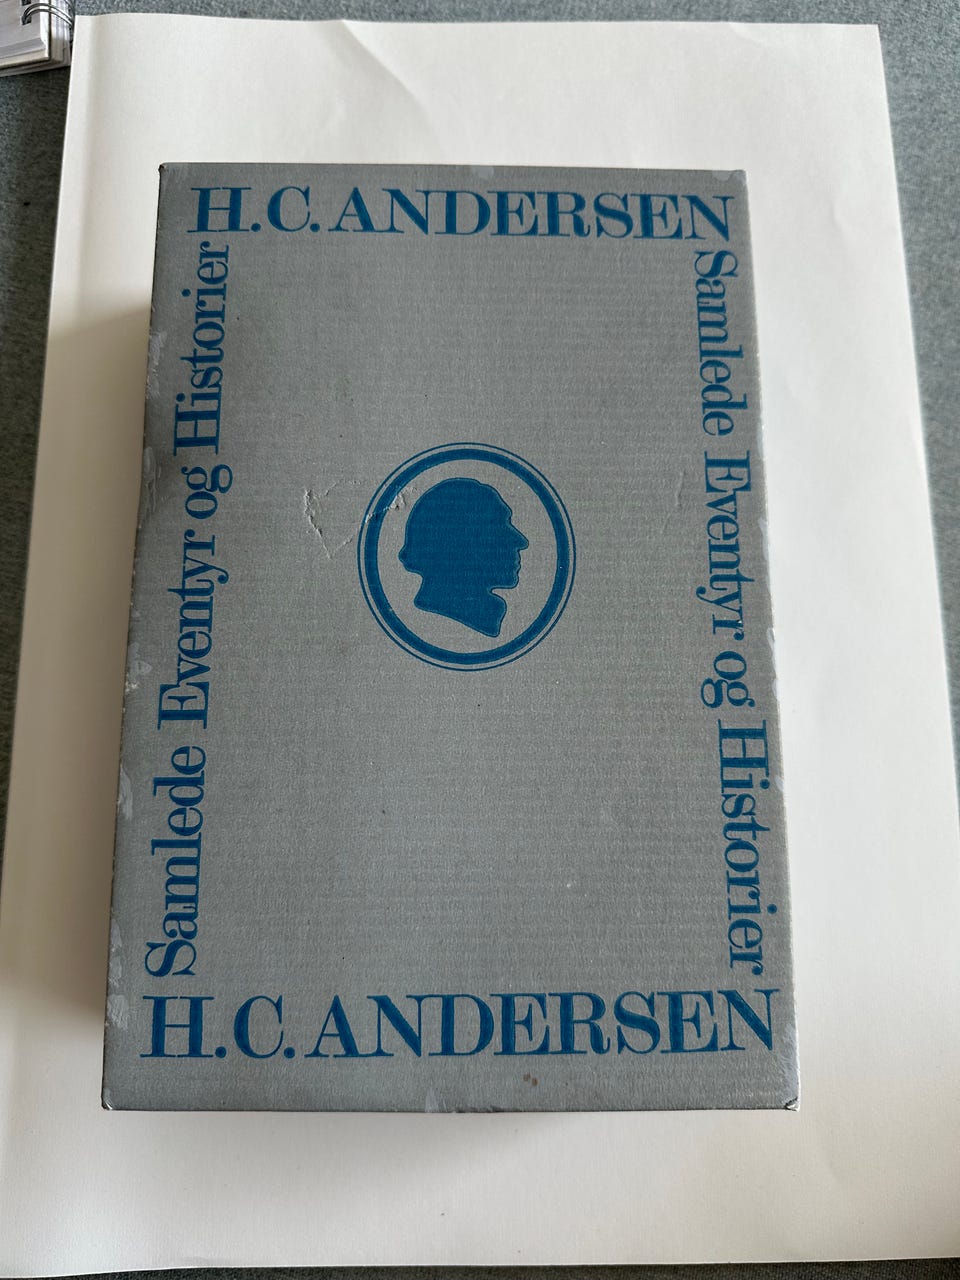 H.C. ANDERSEN
Samlede Eventyr og Historier
Samlede Eventyr og Historier
H.C. ANDERSEN